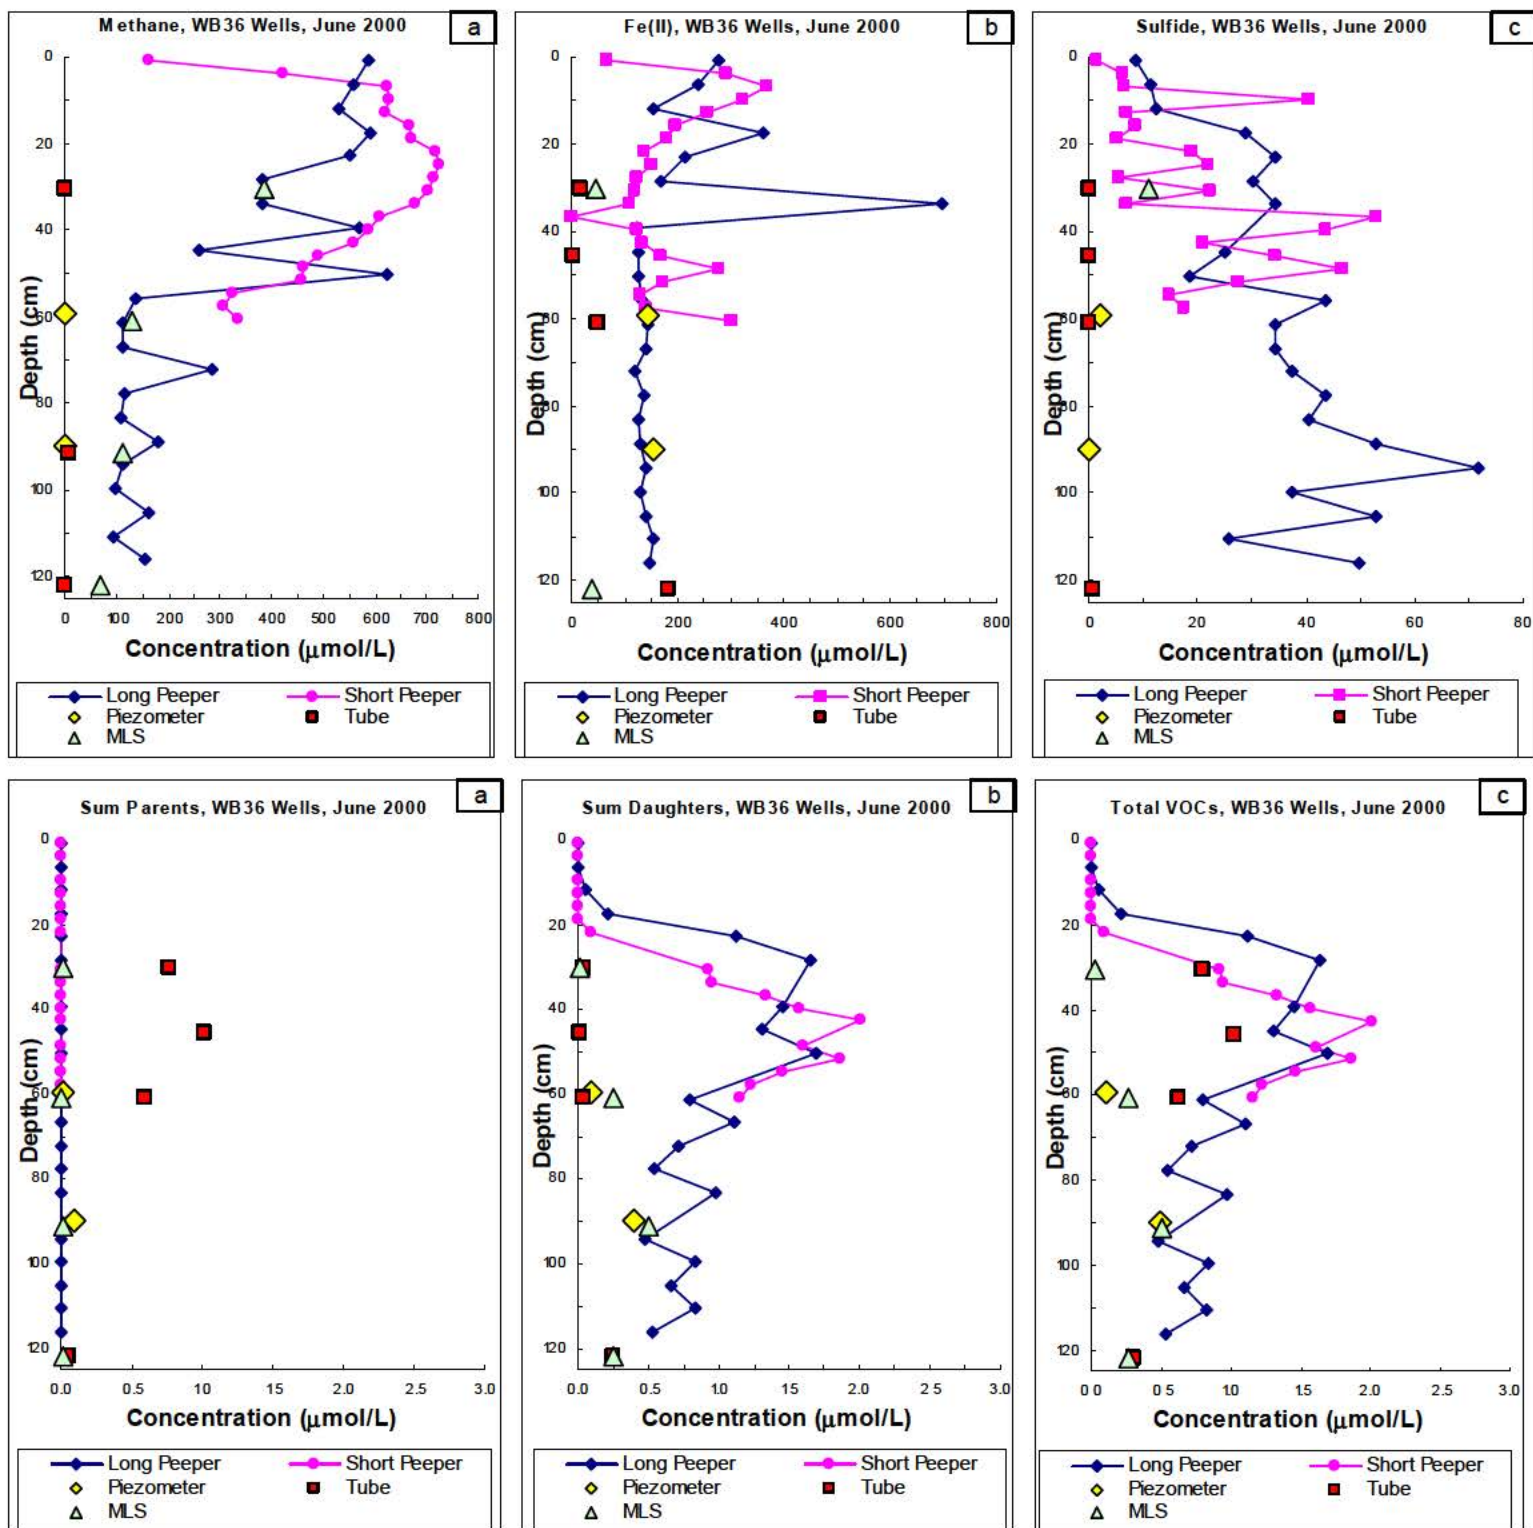 Methane, WB36 Wells, June 2000
a
0
20
40
60
80
100
120
Depth (cm)
0 100 200 300 400 500 600 700 800
Concentration (µmol/L)
Long Peeper Short Peeper
Piezometer Tube
MLS
Fe(II), WB36 Wells, June 2000
b
0
20
40
60
80
100
120
Depth (cm)
0 200 400 600 800
Concentration (µmol/L)
Long Peeper Short Peeper
Piezometer Tube
MLS
Sulfide, WB36 Wells, June 2000
c
0
20
40
60
80
100
120
Depth (cm)
0 20 40 60 80
Concentration (µmol/L)
Long Peeper Short Peeper
Piezometer Tube
MLS
Sum Parents, WB36 Wells, June 2000
a
0
20
40
60
80
100
120
Depth (cm)
0.0 0.5 10 1.5 2.0 2.5 3.0
Concentration (µmol/L)
Long Peeper Short Peeper
Piezometer Tube
MLS
Sum Daughters, WB36 Wells, June 2000
b
0
20
40
60
80
100
120
Depth (cm)
0.0 0.5 1.0 1.5 2.0 2.5 3.0
Concentration (µmol/L)
Long Peeper Short Peeper
Piezometer Tube
MLS
Total VOCs, WB36 Wells, June 2000
c
0
20
40
60
80
100
120
Depth (cm)
0 0 0 5 1.0 1.5 2.0 2.5 3.0
Concentration (µmol/L)
Long Peeper Short Peeper
Piezometer Tube
MLS